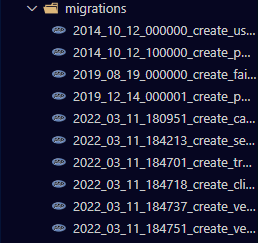 migrations
2014_10_12_000000_create_us...
2014_10_12_100000_create_p...
2019_08_19_000000_create_fai...
2019_12_14_000001_create_p...
2022_03_11_180951_create_ca...
2022_03_11_184213_create_se...
2022_03_11_184701_create_tr...
2022_03_11_184718_create_cli...
2022_03_11_184737_create_ve...
2022_03_11_184751_create_ve...